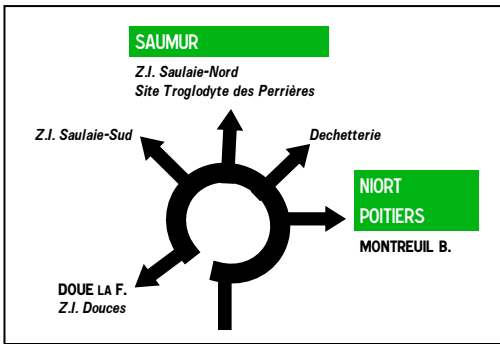 SAUMUR
Z.I. Saulaie-Nord
Site Troglodyte des Perrières
Z.I. Saulaie-Sud
Dechetterie
NIORT
POITIERS
MONTREUIL B.
DOUE LA F.
Z.I. Douces